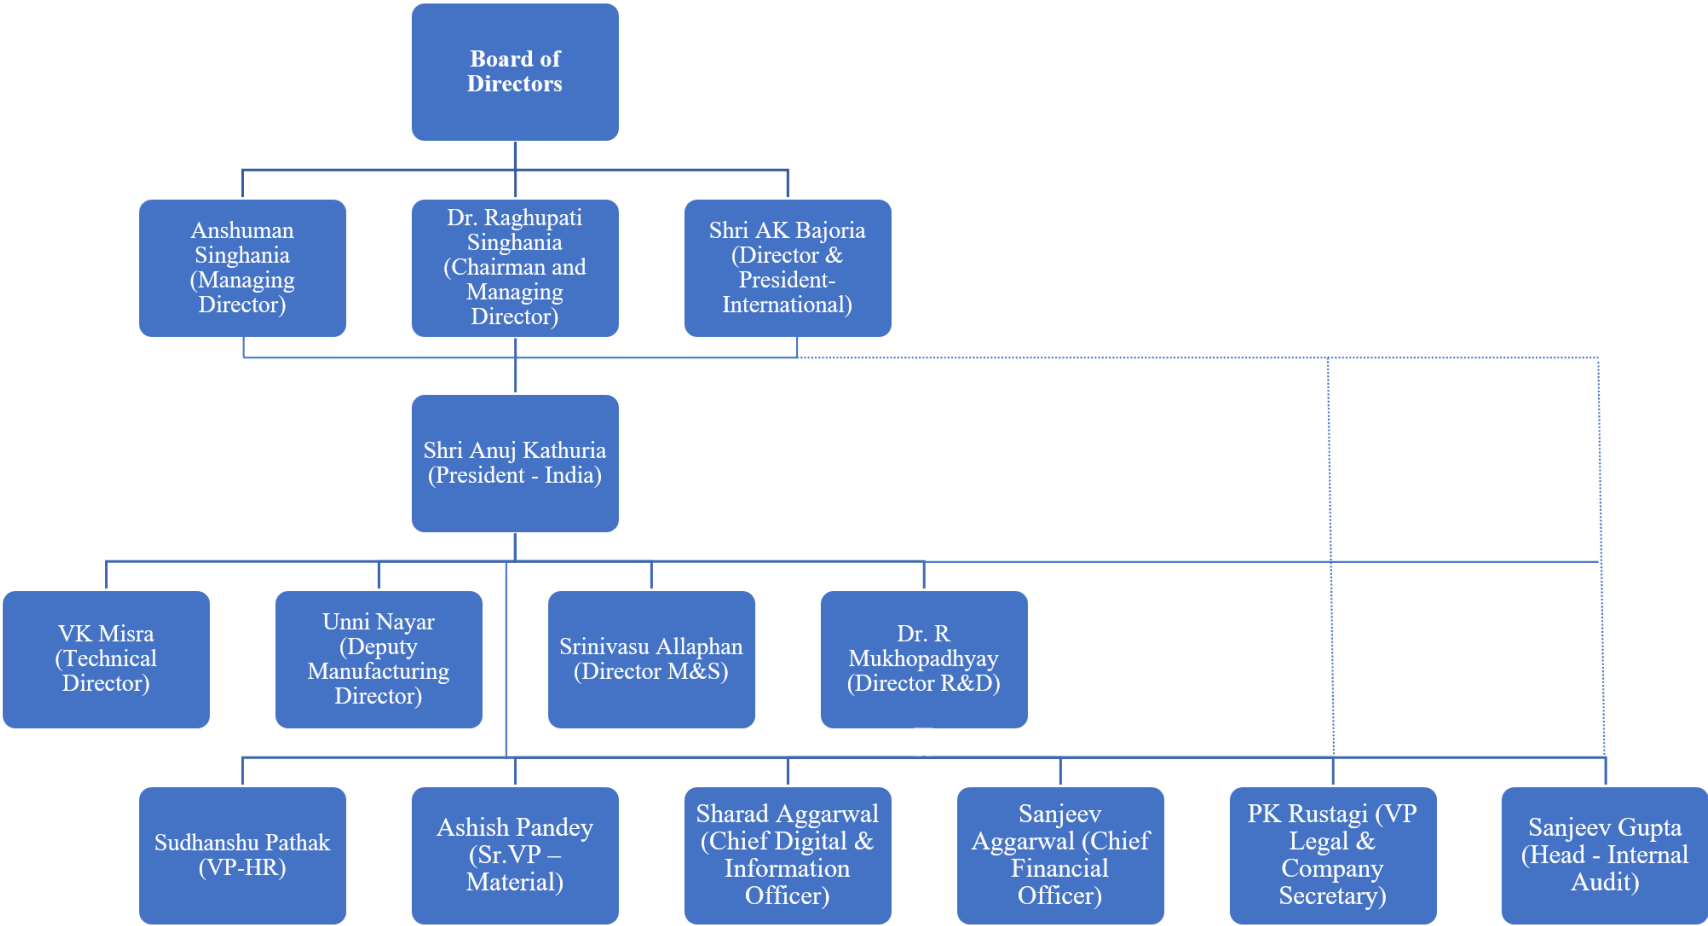 Board of
Directors
Anshuman
Singhania
(Managing
Director)
Dr. Raghupati
Singhania
(Chairman and
Managing
Director)
Shri AK Bajoria
(Director &
President-
International)
Shri Anuj Kathuria
(President - India)
VK Misra
(Technical
Director)
Unni Nayar
(Deputy
Manufacturing
Director)
Srinivasu Allaphan
(Director M&S)
Dr. R
Mukhopadhyay
(Director R&D)
Sudhanshu Pathak
(VP-HR)
Ashish Pandey
(Sr.VP –
Material)
Sharad Aggarwal
(Chief Digital &
Information
Officer)
Sanjeev
Aggarwal (Chief
Financial
Officer)
PK Rustagi (VP
Legal &
Company
Secretary)
Sanjeev Gupta
(Head - Internal
Audit)